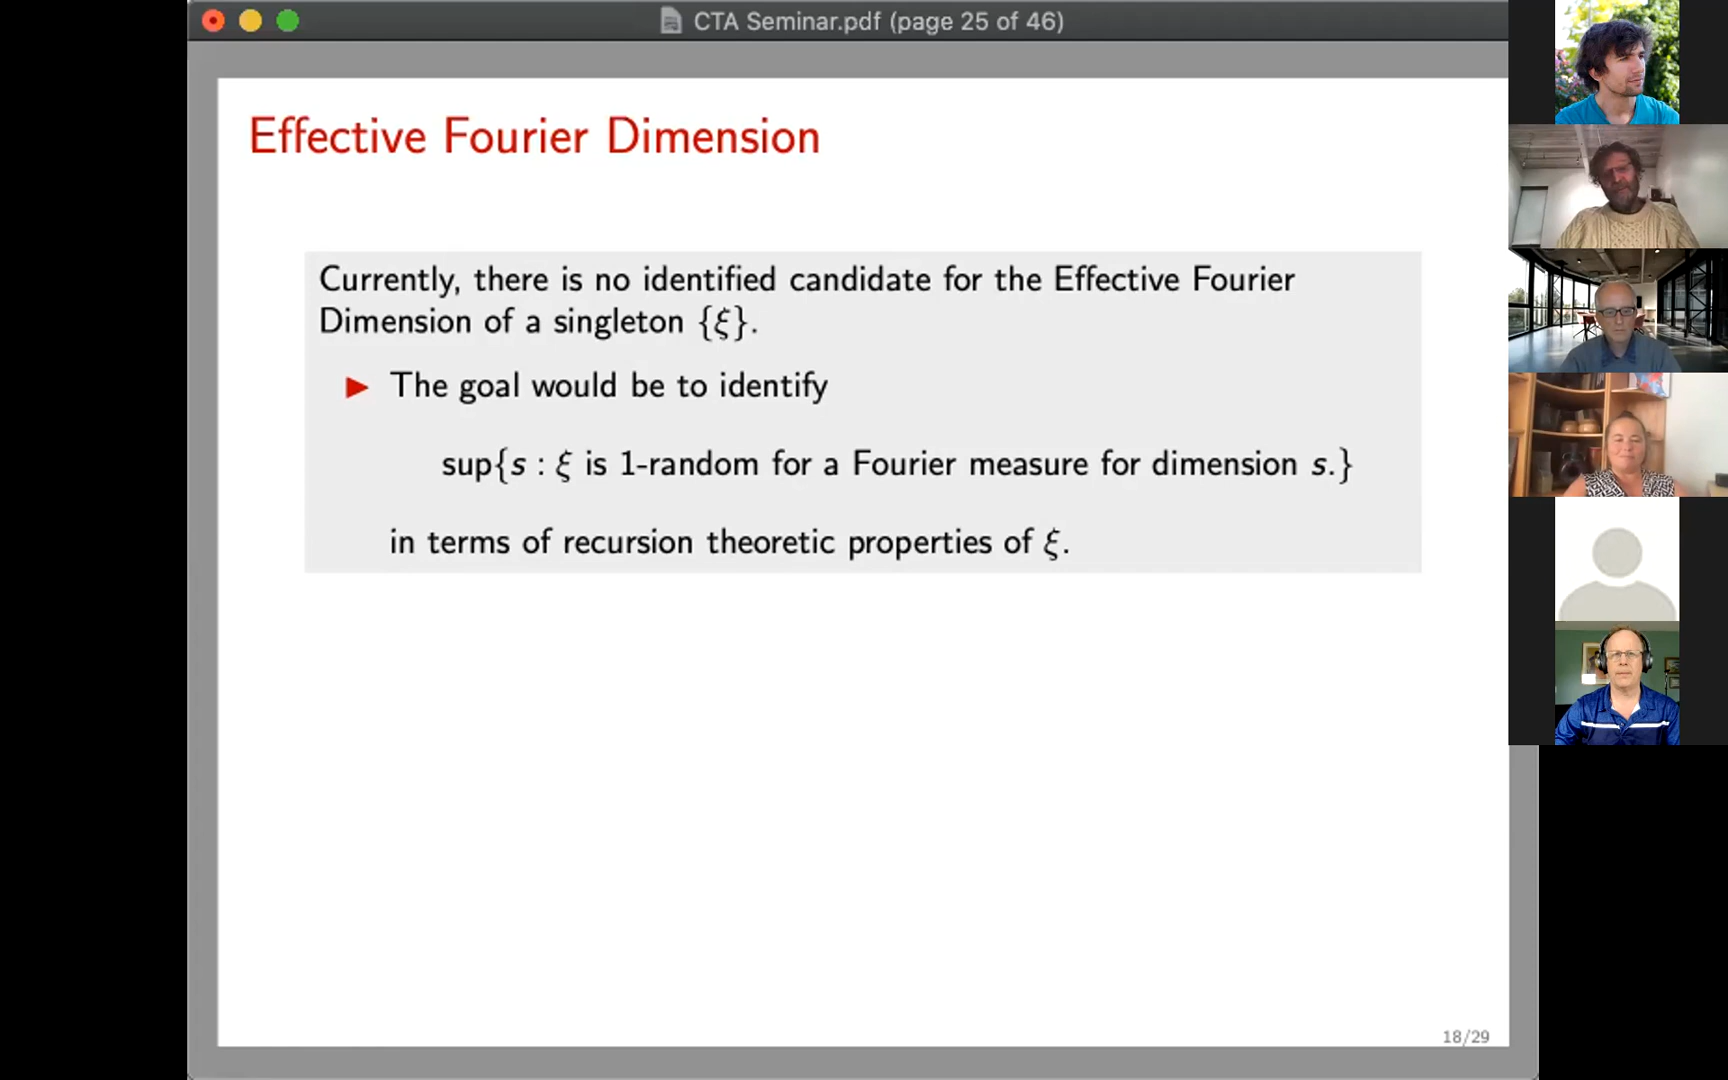 CTA Seminar.pdf (page 25 of 46)
Effective Fourier Dimension
Currently, there is no identified candidate for the Effective Fourier
Dimension of a singleton {ξ}.
▶ The goal would be to identify
sup{s : ξ is 1-random for a Fourier measure for dimension s.}
in terms of recursion theoretic properties of ξ.
18/29